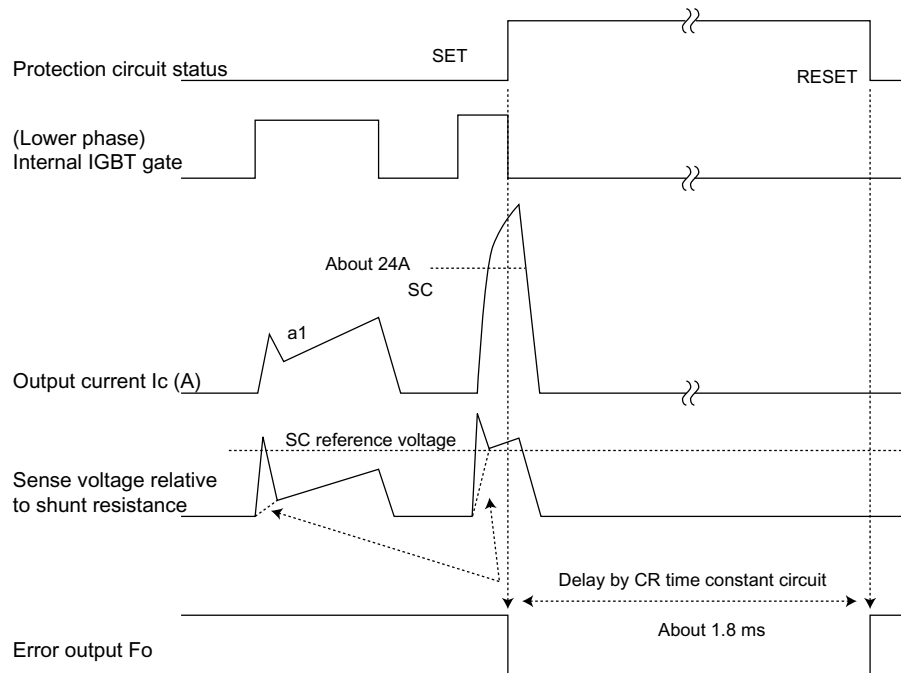 SET
Protection circuit status
RESET
(Lower phase)
Internal IGBT gate
About 24A
SC
a1
Output current Ic (A)
SC reference voltage
Sense voltage relative
to shunt resistance
Delay by CR time constant circuit
About 1.8 ms
Error output Fo